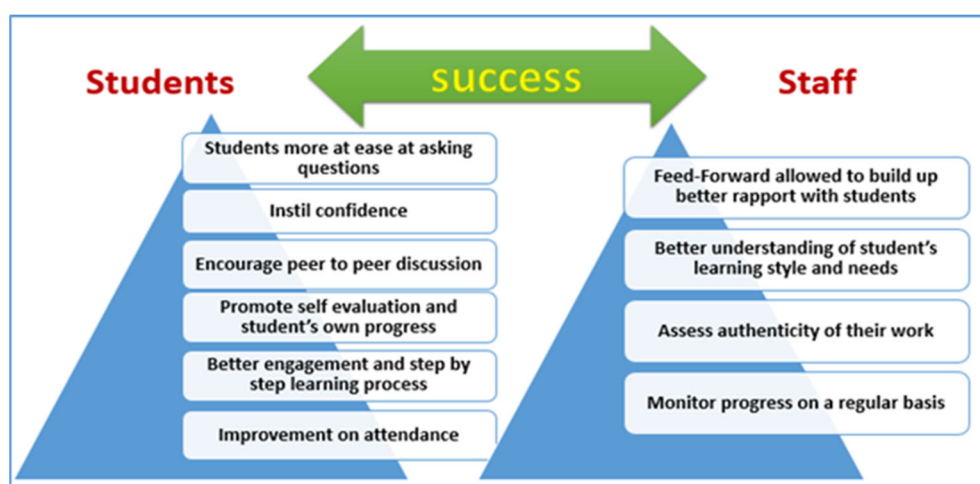 success
Students
Staff
Students more at ease at asking
questions
Instil confidence
Encourage peer to peer discussion
Promote self evaluation and
student's own progress
Better engagement and step by
step learning process
Improvement on attendance
Feed-Forward allowed to build up
better rapport with students
Better understanding of student's
learning style and needs
Assess authenticity of their work
Monitor progress on a regular basis